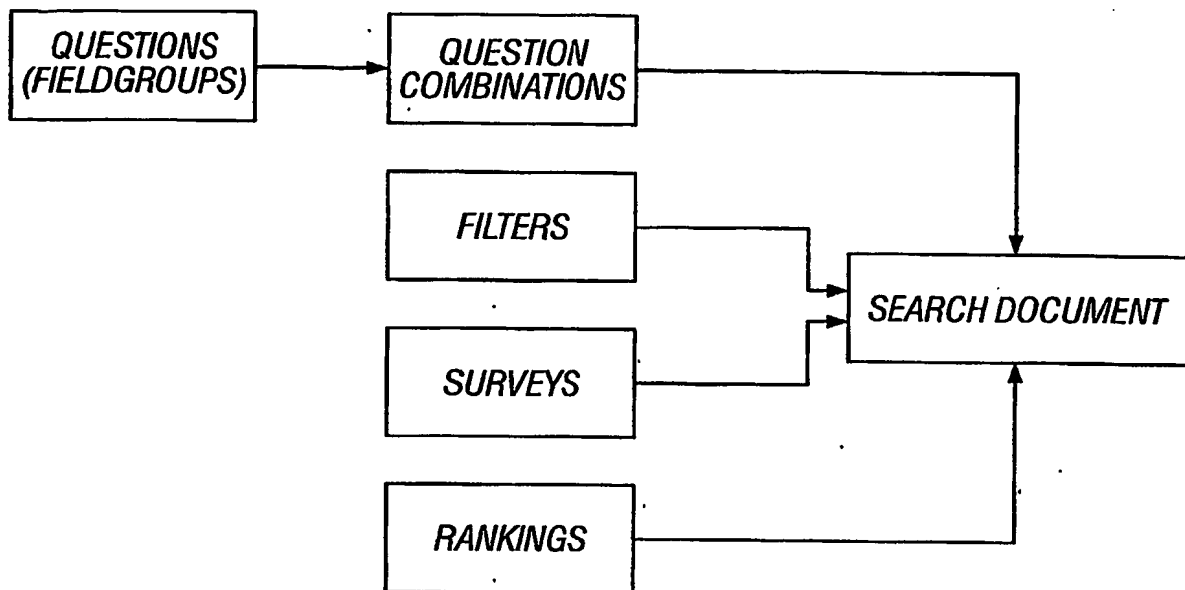 QUESTIONS
(FIELDGROUPS)
QUESTION
COMBINATIONS
FILTERS
SEARCH DOCUMENT
SURVEYS
RANKINGS